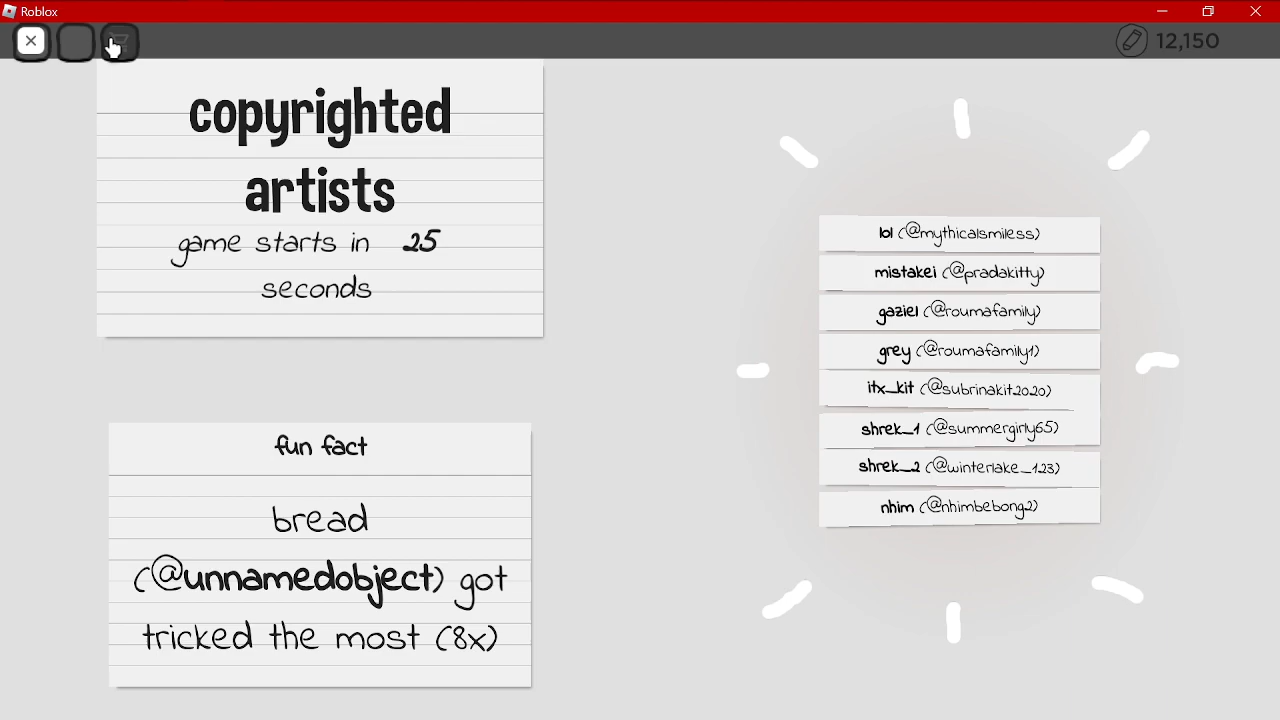 Roblox
12,150
copyrighted
artists
game starts in 25
seconds
fun fact
bread
(@unnamedobject) got
tricked the most (8x)
lol (@mythicalsmiless)
mistakei (@pradakitty)
gaziel (@roumafamily)
grey (@roumafamily1)
itx_kit (@subrinakit2020)
shrek_1 (@summergirly65)
shrek_2 (@winterlake_123)
nhim (@nhimbebong2)